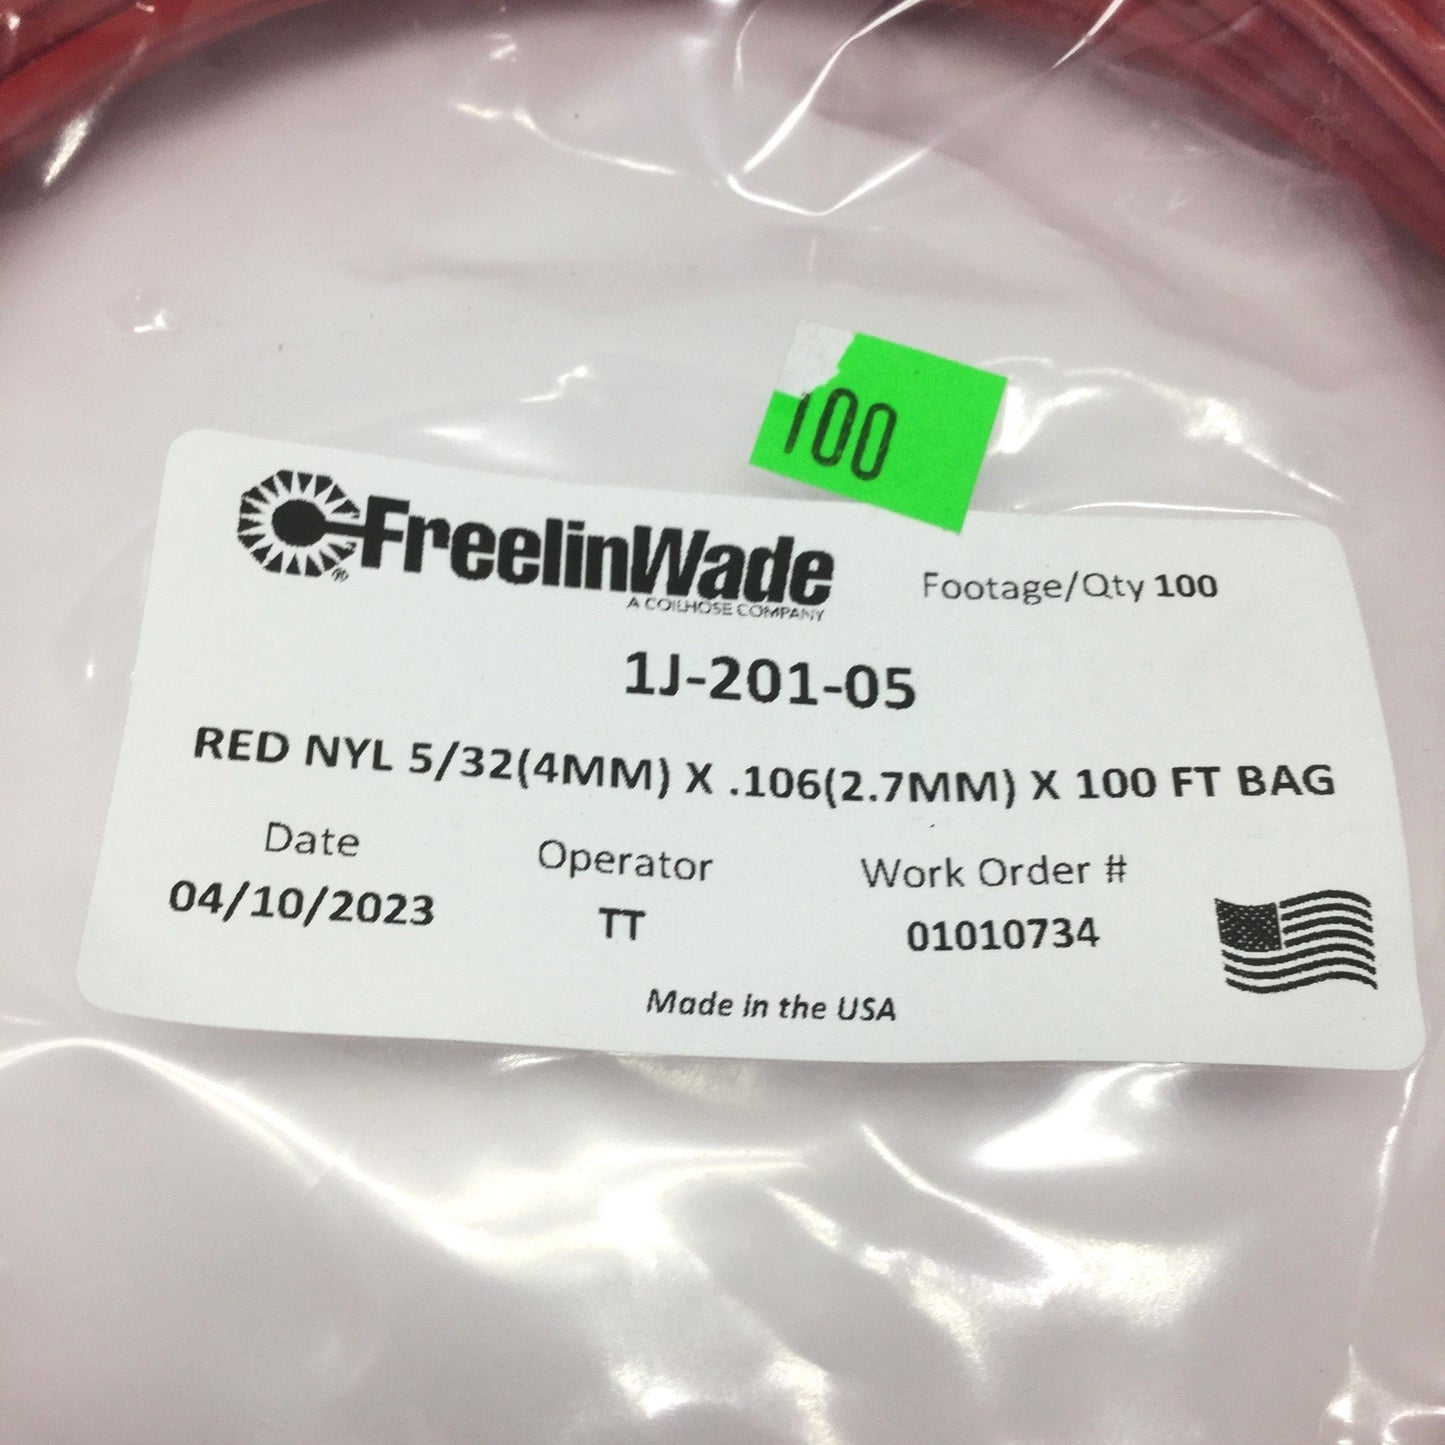 100
FreelinWade
®
A COILHOSE COMPANY
Footage/Qty 100
1J-201-05
RED NYL 5/32(4MM) X .106(2.7MM) X 100 FT BAG
Date
Operator
Work Order #
04/10/2023
TT
01010734
Made in the USA